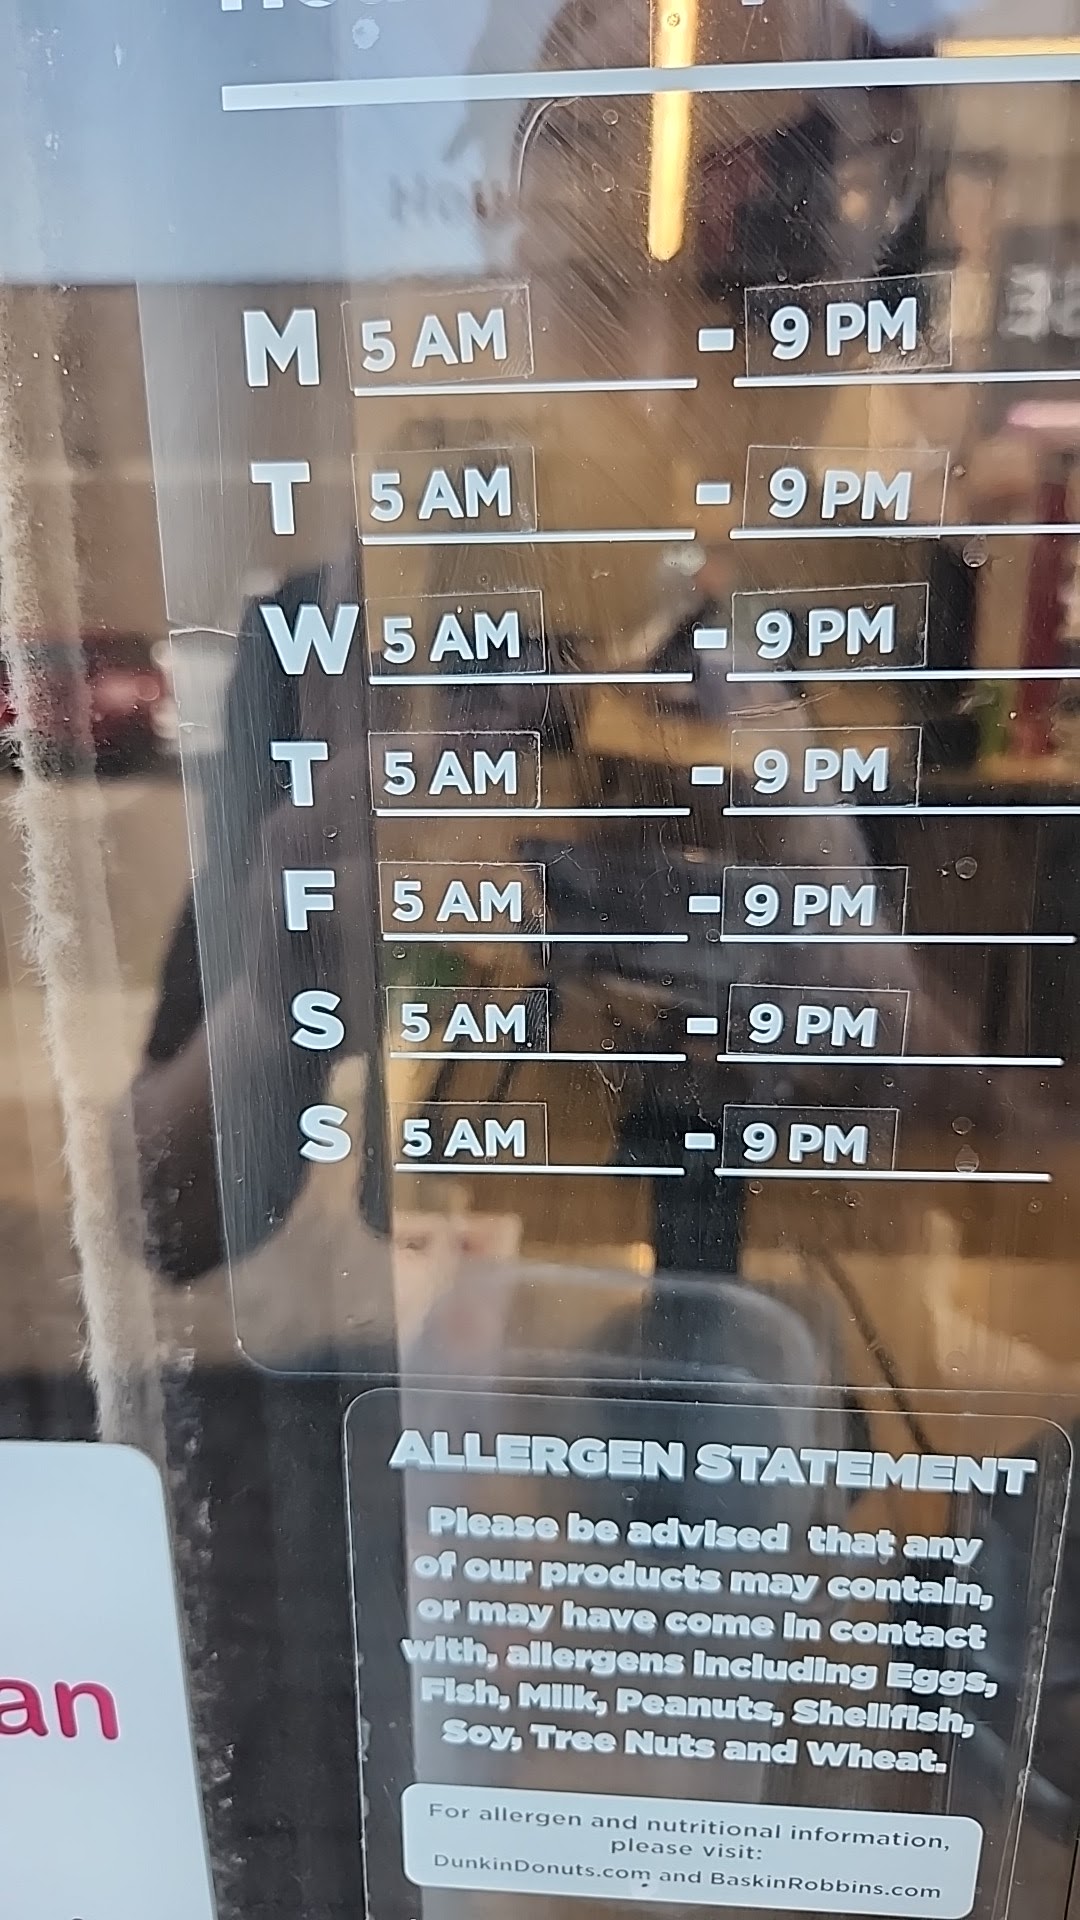 M 5 AM - 9 PM
T 5 AM - 9 PM
W 5 AM - 9 PM
T 5 AM - 9 PM
F 5 AM - 9 PM
S 5 AM - 9 PM
S 5 AM - 9 PM
ALLERGEN STATEMENT
Please be advised that any
of our products may contain,
or may have come in contact
with, allergens including Eggs,
Fish, Milk, Peanuts, Shellfish,
Soy, Tree Nuts and Wheat.
For allergen and nutritional information,
please visit:
DunkinDonuts.com and BaskinRobbins.com
an